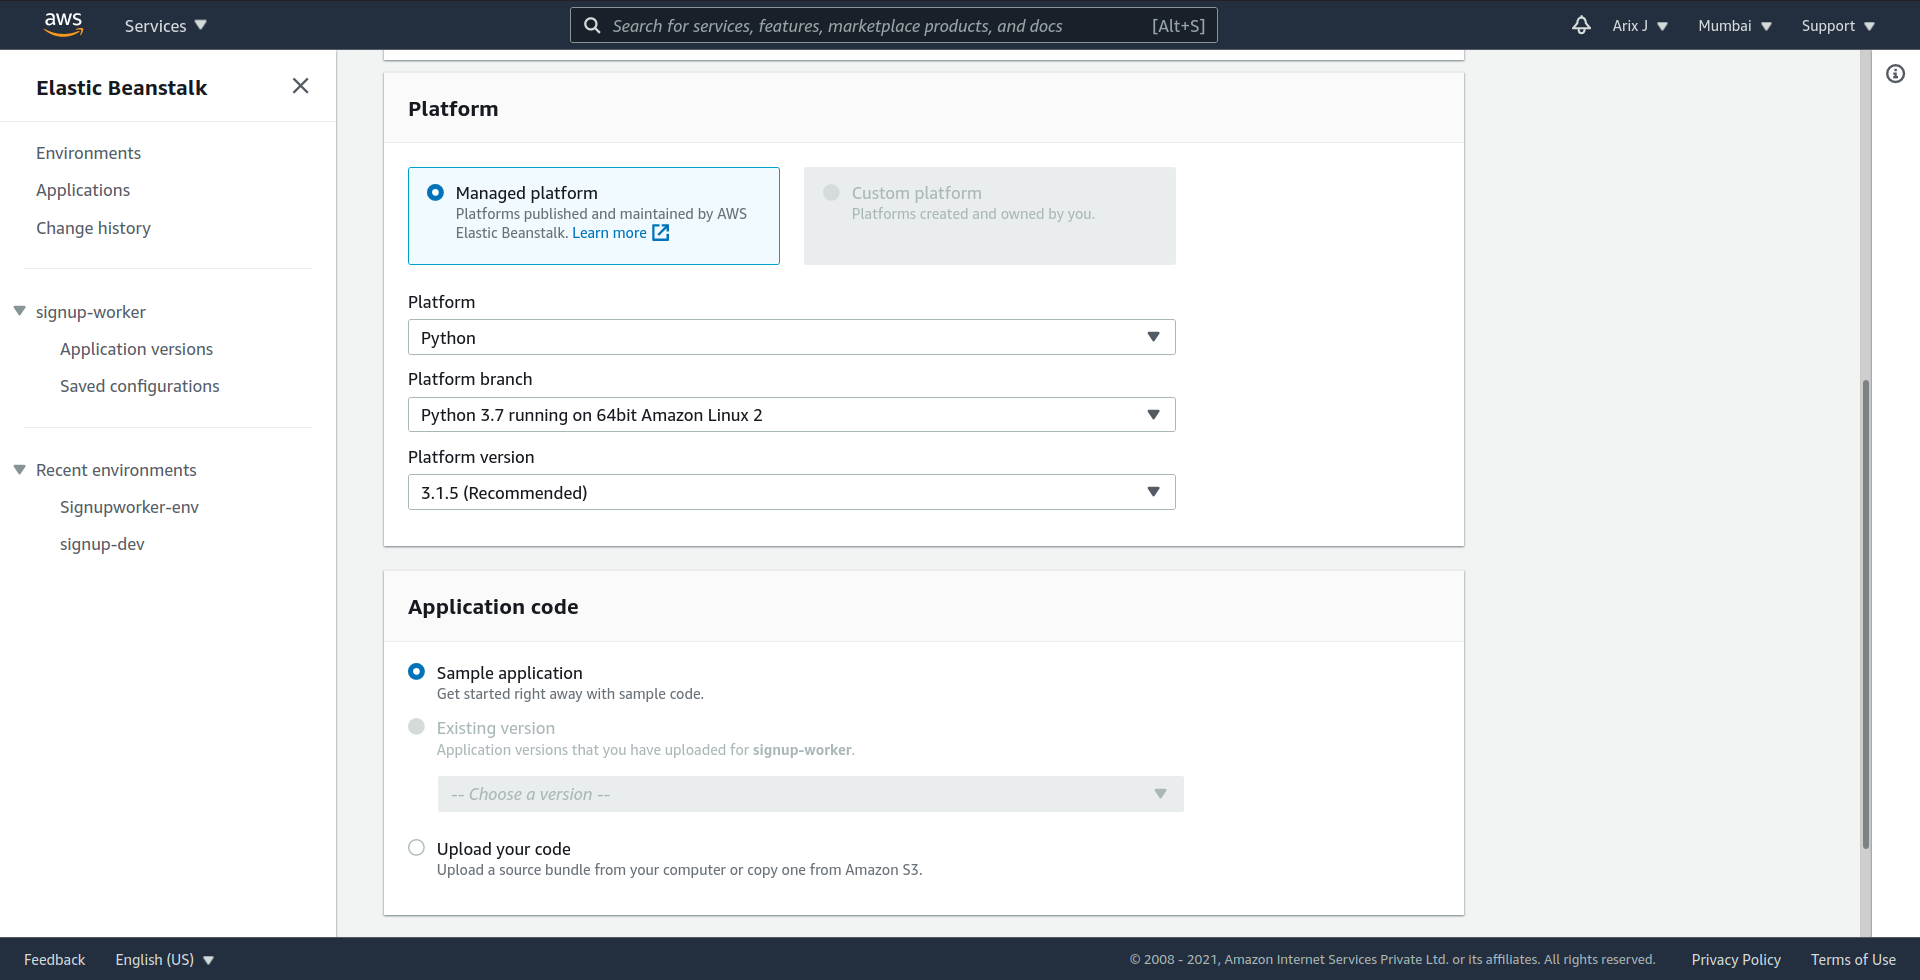 aws
Services
Search for services, features, marketplace products, and docs
[Alt+S]
Arix J
Mumbai
Support
Elastic Beanstalk
Environments
Applications
Change history
signup-worker
Application versions
Saved configurations
Recent environments
Signupworker-env
signup-dev
Platform
Managed platform
Platforms published and maintained by AWS
Elastic Beanstalk. Learn more
Custom platform
Platforms created and owned by you.
Platform
Python
Platform branch
Python 3.7 running on 64bit Amazon Linux 2
Platform version
3.1.5 (Recommended)
Application code
Sample application
Get started right away with sample code.
Existing version
Application versions that you have uploaded for signup-worker.
-- Choose a version --
Upload your code
Upload a source bundle from your computer or copy one from Amazon S3.
Feedback
English (US)
© 2008 - 2021, Amazon Internet Services Private Ltd. or its affiliates. All rights reserved.
Privacy Policy
Terms of Use